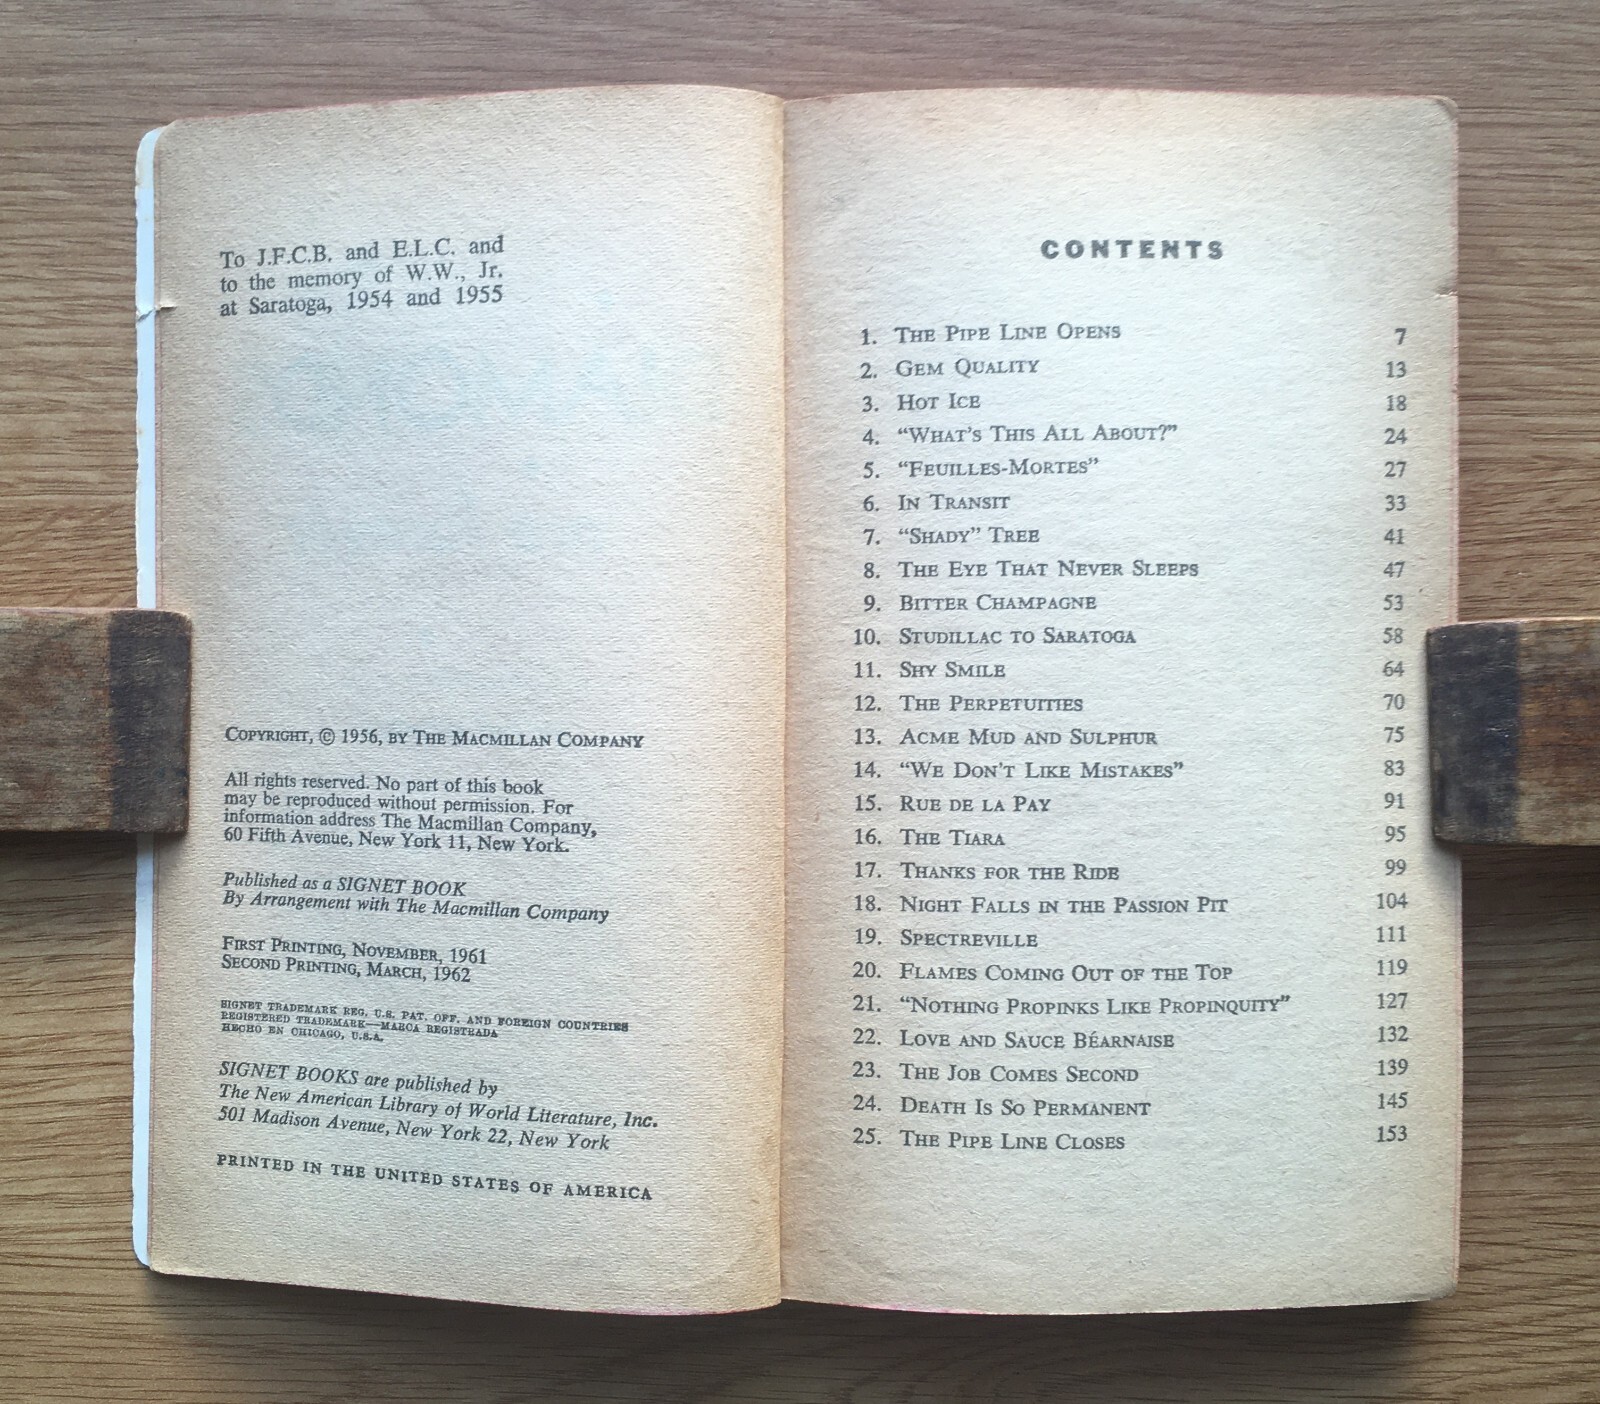 To J.F.C.B. and E.L.C. and
to the memory of W.W., Jr.
at Saratoga, 1954 and 1955
COPYRIGHT, © 1956, BY THE MACMILLAN COMPANY
All rights reserved. No part of this book
may be reproduced without permission. For
information address The Macmillan Company,
60 Fifth Avenue, New York 11, New York.
Published as a SIGNET BOOK
By Arrangement with The Macmillan Company
FIRST PRINTING, NOVEMBER, 1961
SECOND PRINTING, MARCH, 1962
SIGNET TRADEMARK REG. U.S. PAT. OFF. AND FOREIGN COUNTRIES
REGISTERED TRADEMARK—MARCA REGISTRADA
HECHO EN CHICAGO, U.S.A.
SIGNET BOOKS are published by
The New American Library of World Literature, Inc.
501 Madison Avenue, New York 22, New York
PRINTED IN THE UNITED STATES OF AMERICA
CONTENTS
1. THE PIPE LINE OPENS 7
2. GEM QUALITY 13
3. HOT ICE 18
4. “WHAT’S THIS ALL ABOUT?” 24
5. “FEUILLES-MORTES” 27
6. IN TRANSIT 33
7. “SHADY” TREE 41
8. THE EYE THAT NEVER SLEEPS 47
9. BITTER CHAMPAGNE 53
10. STUDILLAC TO SARATOGA 58
11. SHY SMILE 64
12. THE PERPETUITIES 70
13. ACME MUD AND SULPHUR 75
14. “WE DON’T LIKE MISTAKES” 83
15. RUE DE LA PAY 91
16. THE TIARA 95
17. THANKS FOR THE RIDE 99
18. NIGHT FALLS IN THE PASSION PIT 104
19. SPECTREVILLE 111
20. FLAMES COMING OUT OF THE TOP 119
21. “NOTHING PROPINKS LIKE PROPINQUITY” 127
22. LOVE AND SAUCE BÉARNAISE 132
23. THE JOB COMES SECOND 139
24. DEATH IS SO PERMANENT 145
25. THE PIPE LINE CLOSES 153